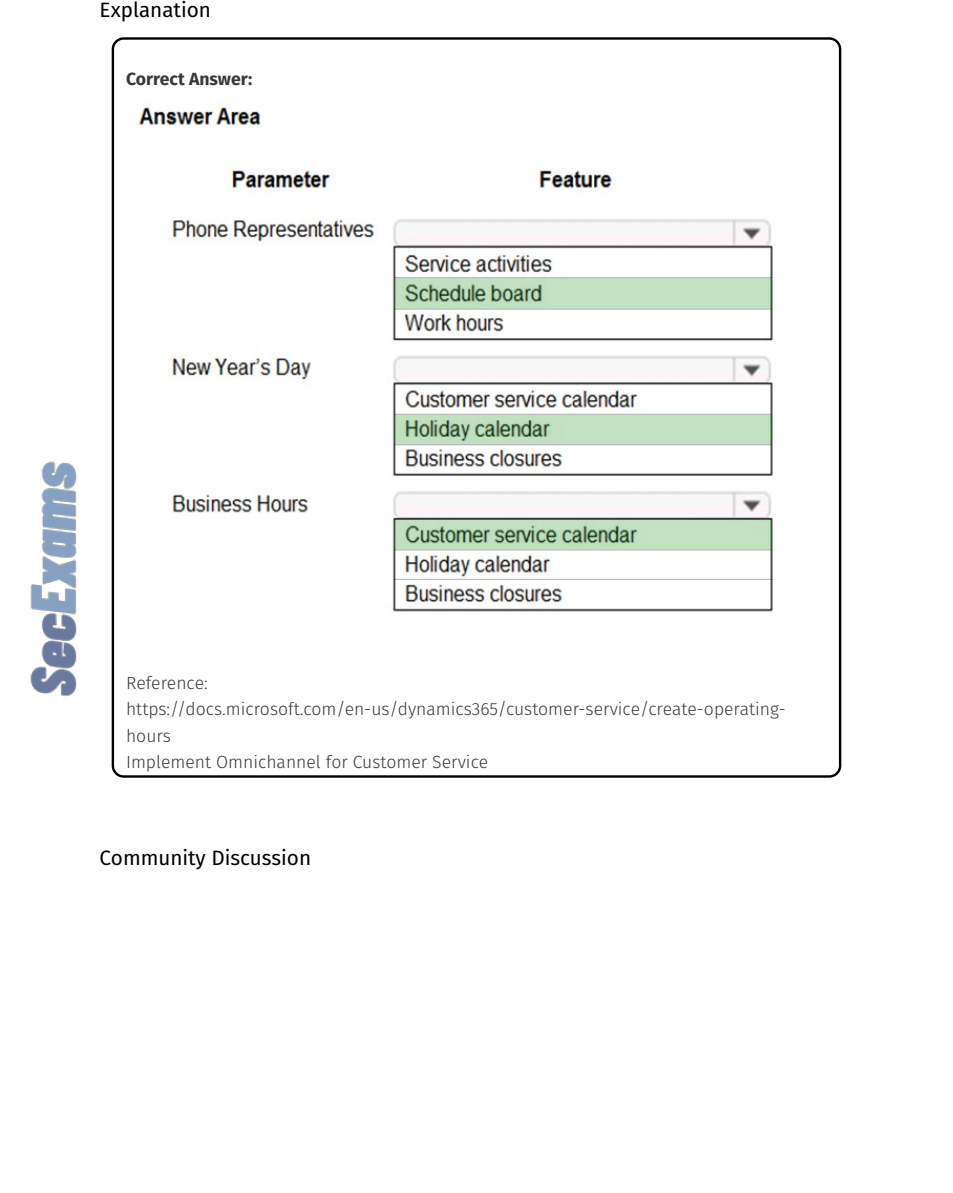 Explanation
Correct Answer:
Answer Area
Parameter Feature
Phone Representatives
Service activities
Schedule board
Work hours
New Year's Day
Customer service calendar
Holiday calendar
Business closures
Business Hours
Customer service calendar
Holiday calendar
Business closures
SecExams
Reference:
https://docs.microsoft.com/en-us/dynamics365/customer-service/create-operating-
hours
Implement Omnichannel for Customer Service
Community Discussion